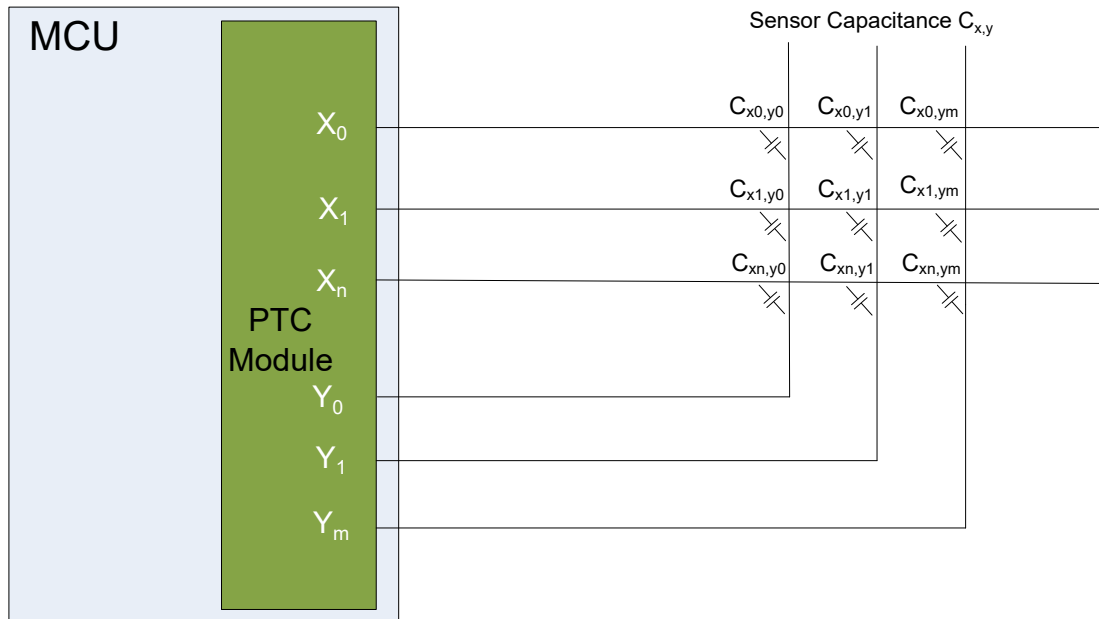 MCU
Sensor Capacitance Cx,y
Cx0,y0 Cx0,y1 Cx0,ym
X0
Cx1,y0 Cx1,y1 Cx1,ym
X1
Cxn,y0 Cxn,y1 Cxn,ym
Xn
PTC
Module
Y0
Y1
Ym